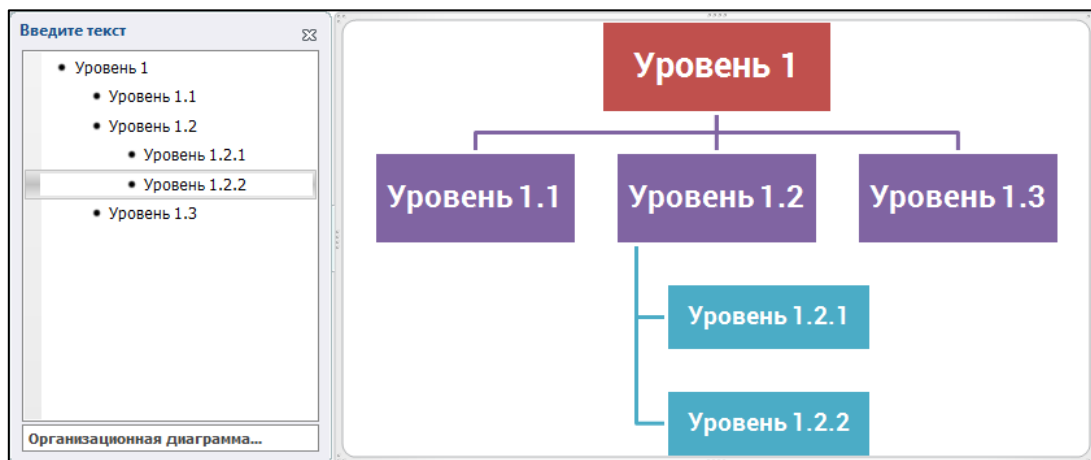 Введите текст
Уровень 1
Уровень 1.1
Уровень 1.2
Уровень 1.2.1
Уровень 1.2.2
Уровень 1.3
Организационная диаграмма...
Уровень 1
Уровень 1.1 Уровень 1.2 Уровень 1.3
Уровень 1.2.1
Уровень 1.2.2